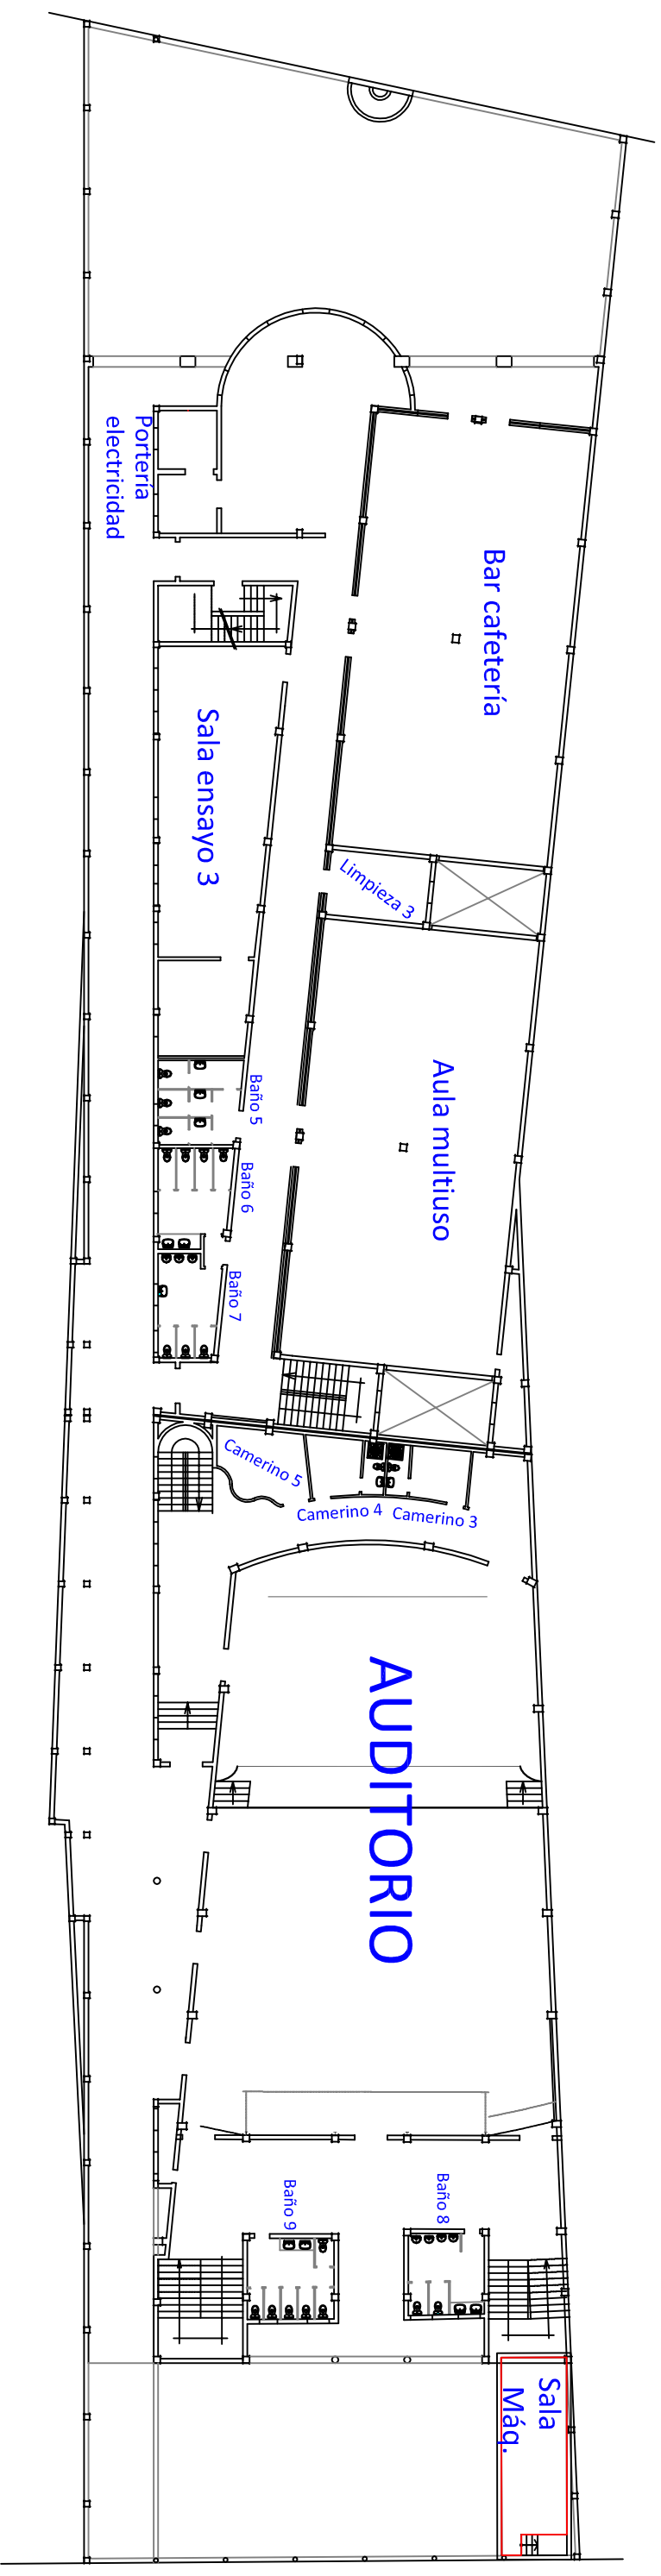 Portería
electricidad
Bar cafetería
Sala ensayo 3
Limpieza 3
Aula multiuso
Baño 5
Baño 6
Baño 7
Camerino 5
Camerino 4
Camerino 3
AUDITORIO
Baño 9
Baño 8
Sala
Máq.